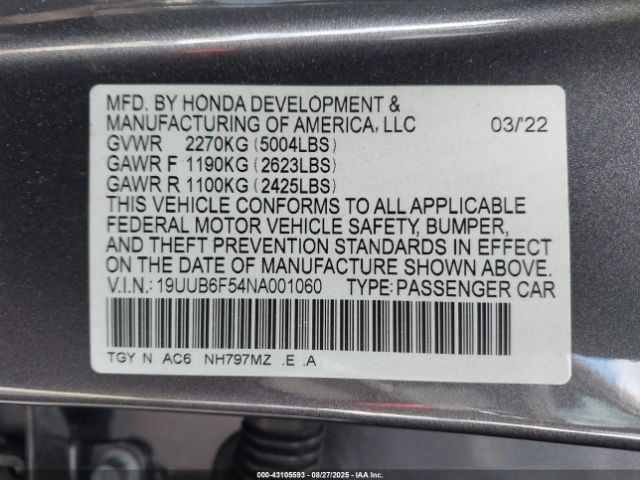 MFD. BY HONDA DEVELOPMENT &
MANUFACTURING OF AMERICA, LLC 03/'22
GVWR 2270KG (5004LBS)
GAWR F 1190KG (2623LBS)
GAWR R 1100KG (2425LBS)
THIS VEHICLE CONFORMS TO ALL APPLICABLE
FEDERAL MOTOR VEHICLE SAFETY, BUMPER,
AND THEFT PREVENTION STANDARDS IN EFFECT
ON THE DATE OF MANUFACTURE SHOWN ABOVE.
V.I.N.: 19UUB6F54NA001060 TYPE: PASSENGER CAR
TGY N AC6 NH797MZ .E .A
000-43105593 - 08/27/2025 - IAA Inc.